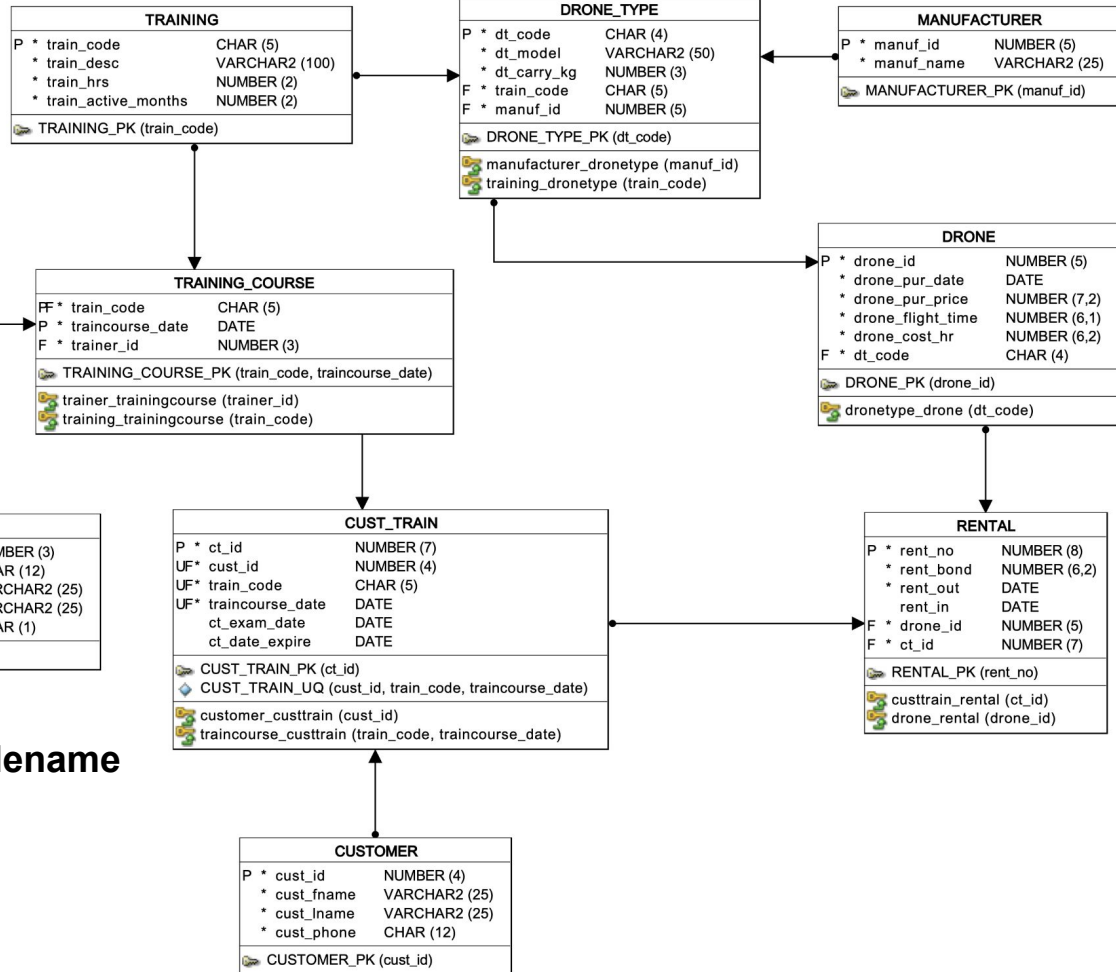 TRAINING
P * train_code CHAR (5)
* train_desc VARCHAR2 (100)
* train_hrs NUMBER (2)
* train_active_months NUMBER (2)
TRAINING_PK (train_code)
DRONE_TYPE
P * dt_code CHAR (4)
* dt_model VARCHAR2 (50)
* dt_carry_kg NUMBER (3)
F * train_code CHAR (5)
F * manuf_id NUMBER (5)
DRONE_TYPE_PK (dt_code)
manufacturer_dronetype (manuf_id)
training_dronetype (train_code)
MANUFACTURER
P * manuf_id NUMBER (5)
* manuf_name VARCHAR2 (25)
MANUFACTURER_PK (manuf_id)
DRONE
P * drone_id NUMBER (5)
* drone_pur_date DATE
* drone_pur_price NUMBER (7,2)
* drone_flight_time NUMBER (6,1)
* drone_cost_hr NUMBER (6,2)
F * dt_code CHAR (4)
DRONE_PK (drone_id)
dronetype_drone (dt_code)
TRAINING_COURSE
PF * train_code CHAR (5)
P * traincourse_date DATE
F * trainer_id NUMBER (3)
TRAINING_COURSE_PK (train_code, traincourse_date)
trainer_trainingcourse (trainer_id)
training_trainingcourse (train_code)
MBER (3)
AR (12)
RCHAR2 (25)
RCHAR2 (25)
AR (1)
CUST_TRAIN
P * ct_id NUMBER (7)
UF* cust_id NUMBER (4)
UF* train_code CHAR (5)
UF* traincourse_date DATE
ct_exam_date DATE
ct_date_expire DATE
CUST_TRAIN_PK (ct_id)
CUST_TRAIN_UQ (cust_id, train_code, traincourse_date)
customer_custtrain (cust_id)
traincourse_custtrain (train_code, traincourse_date)
RENTAL
P * rent_no NUMBER (8)
* rent_bond NUMBER (6,2)
* rent_out DATE
rent_in DATE
F * drone_id NUMBER (5)
F * ct_id NUMBER (7)
RENTAL_PK (rent_no)
custtrain_rental (ct_id)
drone_rental (drone_id)
lename
CUSTOMER
P * cust_id NUMBER (4)
* cust_fname VARCHAR2 (25)
* cust_lname VARCHAR2 (25)
* cust_phone CHAR (12)
CUSTOMER_PK (cust_id)